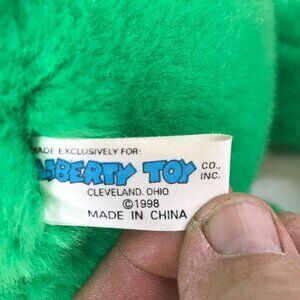 MADE EXCLUSIVELY FOR:
LIBERTY TOY CO., INC.
CLEVELAND, OHIO
©1998
MADE IN CHINA